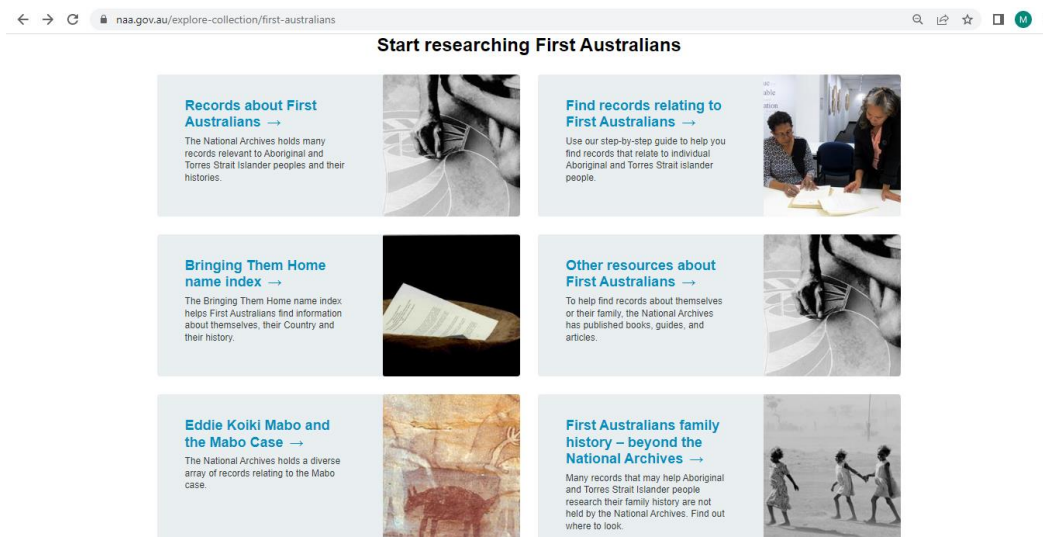 naa.gov.au/explore-collection/first-australians
M
Start researching First Australians
Records about First
Australians →
The National Archives holds many
records relevant to Aboriginal and
Torres Strait Islander peoples and their
histories.
Find records relating to
First Australians →
Use our step-by-step guide to help you
find records that relate to individual
Aboriginal and Torres Strait islander
people.
Bringing Them Home
name index →
The Bringing Them Home name index
helps First Australians find information
about themselves, their Country and
their history.
Other resources about
First Australians →
To help find records about themselves
or their family, the National Archives
has published books, guides, and
articles.
Eddie Koiki Mabo and
the Mabo Case →
The National Archives holds a diverse
array of records relating to the Mabo
case.
First Australians family
history – beyond the
National Archives →
Many records that may help Aboriginal
and Torres Strait Islander people
research their family history are not
held by the National Archives. Find out
where to look.